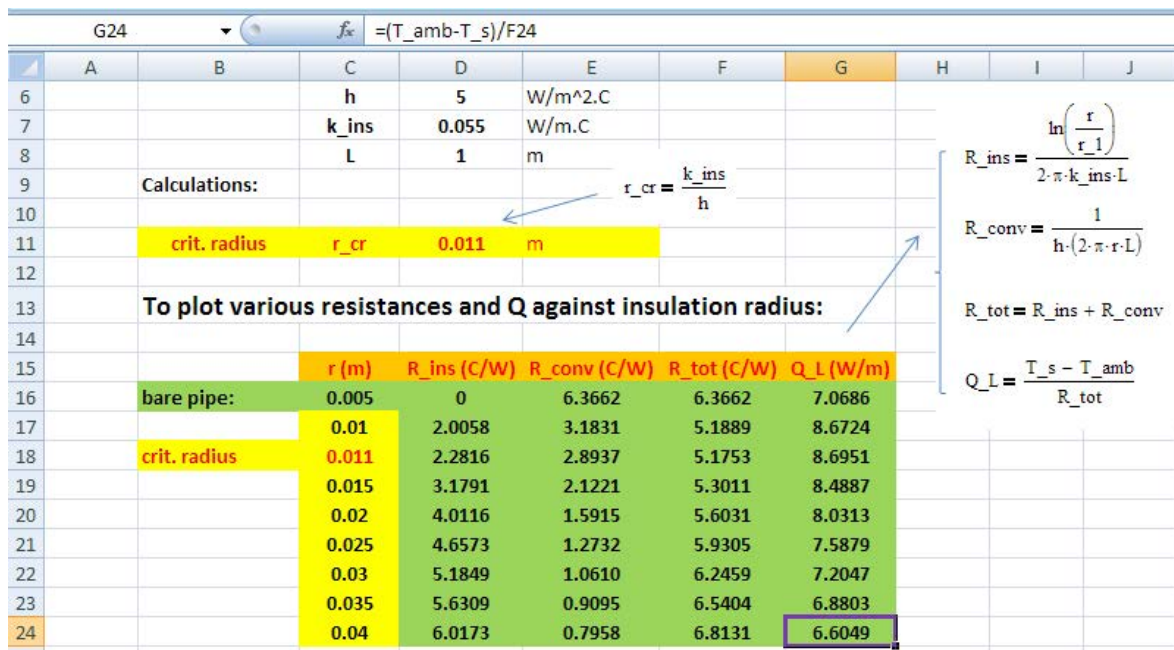 G24 fx =(T_amb-T_s)/F24
A B C D E F G H I J
6 h 5 W/m^2.C
7 k_ins 0.055 W/m.C
8 L 1 m
9 Calculations:
r_cr = k_ins / h
10
11 crit. radius r_cr 0.011 m
12
13 To plot various resistances and Q against insulation radius:
14
15 r (m) R_ins (C/W) R_conv (C/W) R_tot (C/W) Q_L (W/m)
16 bare pipe: 0.005 0 6.3662 6.3662 7.0686
17 0.01 2.0058 3.1831 5.1889 8.6724
18 crit. radius 0.011 2.2816 2.8937 5.1753 8.6951
19 0.015 3.1791 2.1221 5.3011 8.4887
20 0.02 4.0116 1.5915 5.6031 8.0313
21 0.025 4.6573 1.2732 5.9305 7.5879
22 0.03 5.1849 1.0610 6.2459 7.2047
23 0.035 5.6309 0.9095 6.5404 6.8803
24 0.04 6.0173 0.7958 6.8131 6.6049
R_ins = ln(r / r_1) / 2·π·k_ins·L
R_conv = 1 / h·(2·π·r·L)
R_tot = R_ins + R_conv
Q_L = T_s − T_amb / R_tot